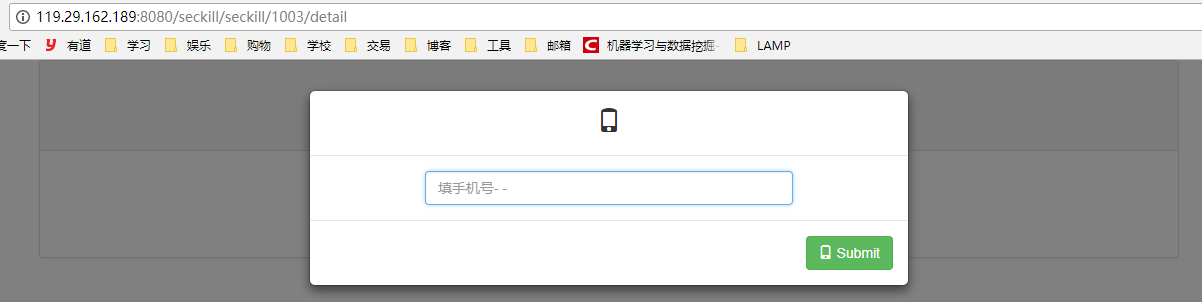 119.29.162.189:8080/seckill/seckill/1003/detail
度一下 有道 学习 娱乐 购物 学校 交易 博客 工具 邮箱 机器学习与数据挖掘- LAMP
填手机号- -
Submit